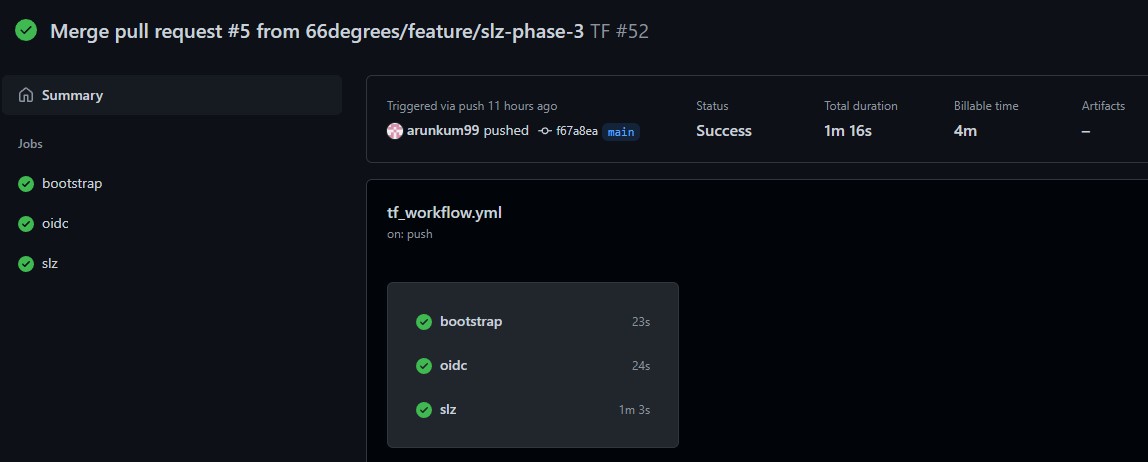 Merge pull request #5 from 66degrees/feature/slz-phase-3 TF #52
Summary
Jobs
bootstrap
oidc
slz
Triggered via push 11 hours ago
arunkum99 pushed f67a8ea main
Status
Success
Total duration
1m 16s
Billable time
4m
Artifacts
–
tf_workflow.yml
on: push
bootstrap 23s
oidc 24s
slz 1m 3s